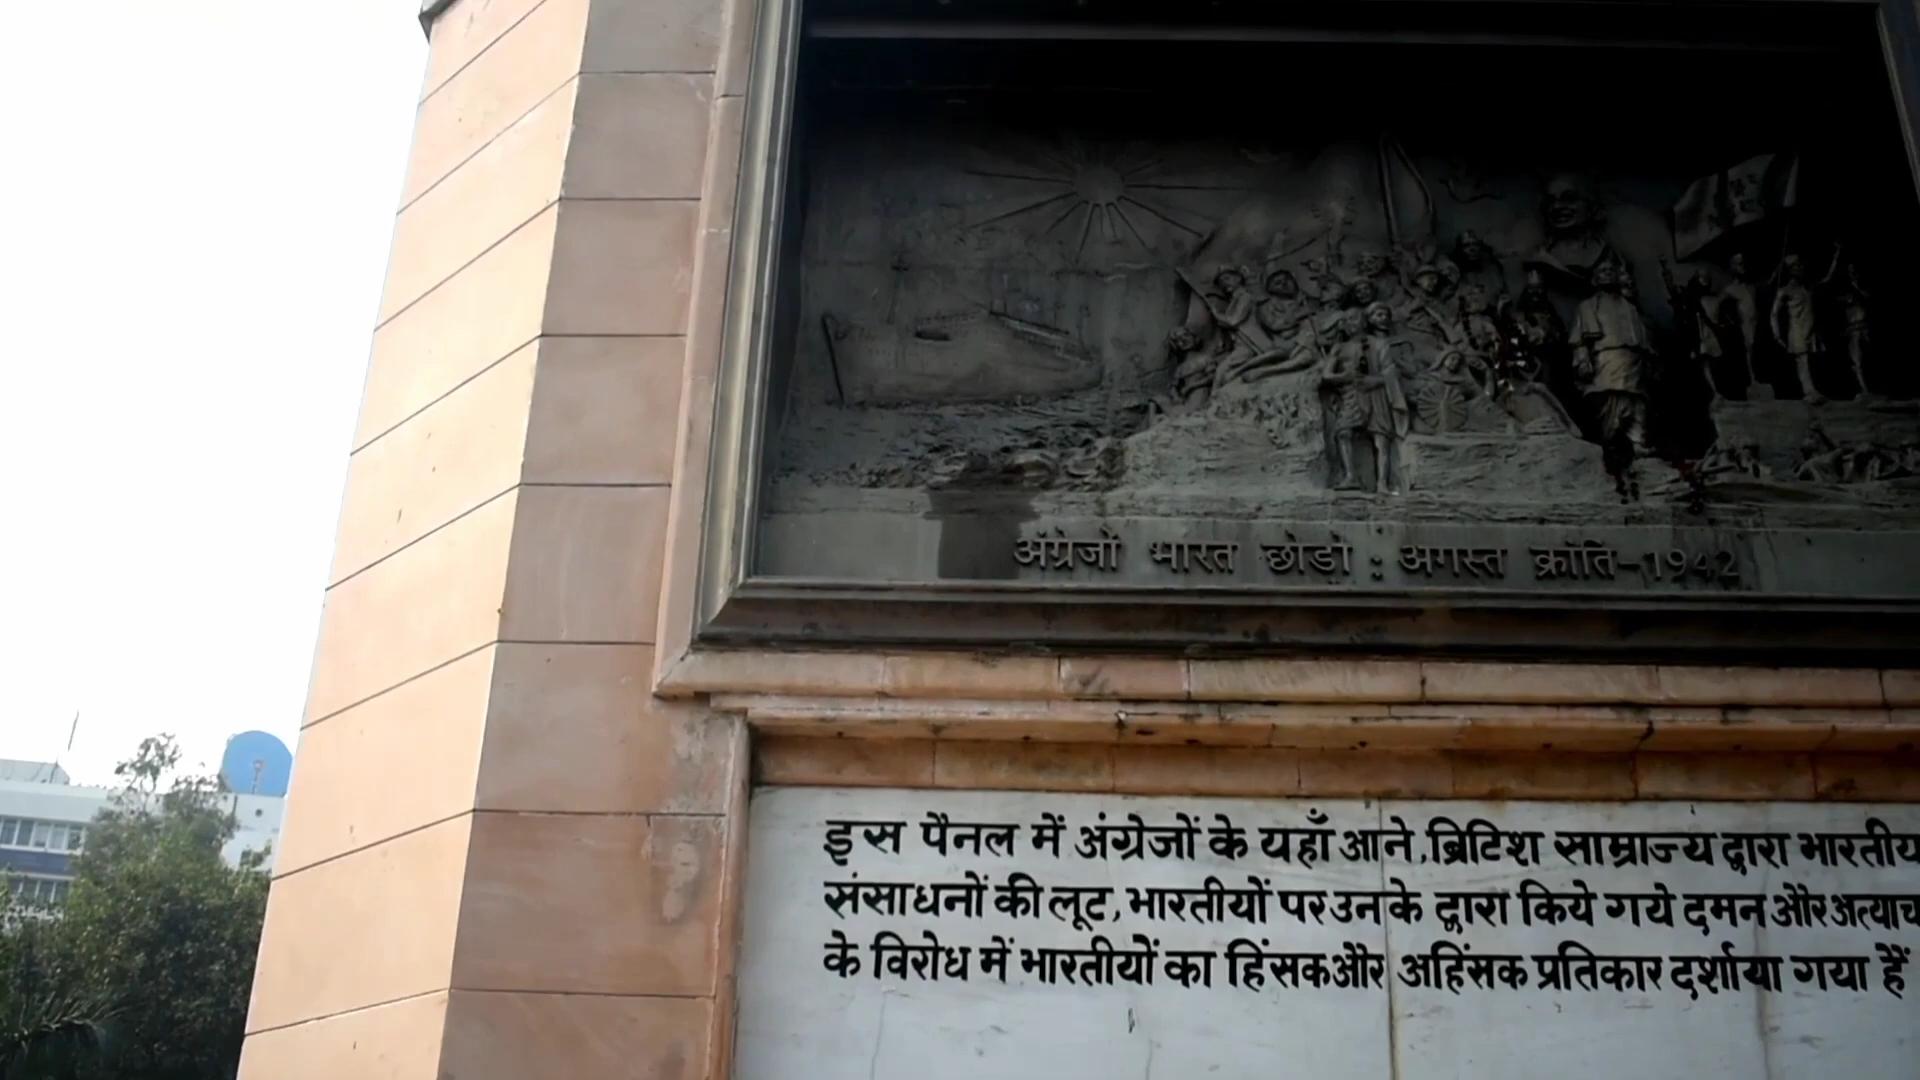 अंग्रेजों भारत छोडो : अगस्त क्रांति-1942
इस पैनल में अंग्रेजों के यहाँ आने, ब्रिटिश साम्राज्य द्वारा भारतीय
संसाधनों की लूट, भारतीयों पर उनके द्वारा किये गये दमन और अत्याच
के विरोध में भारतीयों का हिंसक और अहिंसक प्रतिकार दर्शाया गया हैं